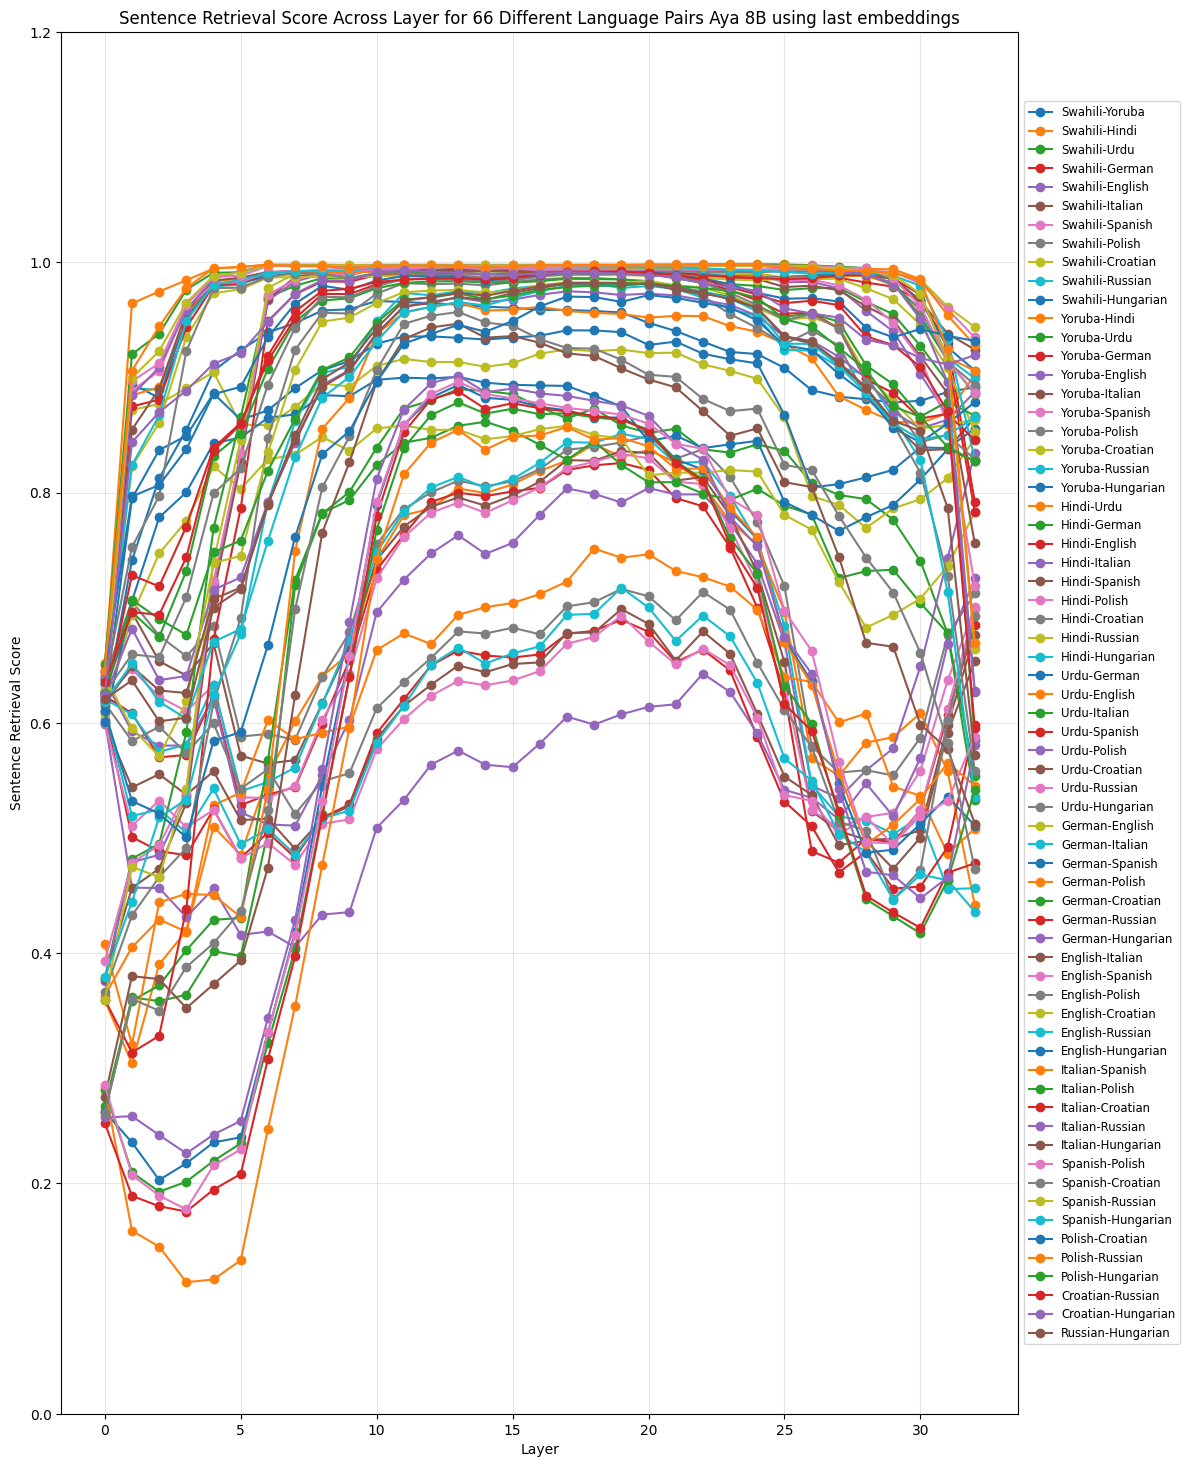 Sentence Retrieval Score Across Layer for 66 Different Language Pairs Aya 8B using last embeddings
1.2
1.0
0.8
0.6
0.4
0.2
0.0
Sentence Retrieval Score
0 5 10 15 20 25 30
Layer
Swahili-Yoruba
Swahili-Hindi
Swahili-Urdu
Swahili-German
Swahili-English
Swahili-Italian
Swahili-Spanish
Swahili-Polish
Swahili-Croatian
Swahili-Russian
Swahili-Hungarian
Yoruba-Hindi
Yoruba-Urdu
Yoruba-German
Yoruba-English
Yoruba-Italian
Yoruba-Spanish
Yoruba-Polish
Yoruba-Croatian
Yoruba-Russian
Yoruba-Hungarian
Hindi-Urdu
Hindi-German
Hindi-English
Hindi-Italian
Hindi-Spanish
Hindi-Polish
Hindi-Croatian
Hindi-Russian
Hindi-Hungarian
Urdu-German
Urdu-English
Urdu-Italian
Urdu-Spanish
Urdu-Polish
Urdu-Croatian
Urdu-Russian
Urdu-Hungarian
German-English
German-Italian
German-Spanish
German-Polish
German-Croatian
German-Russian
German-Hungarian
English-Italian
English-Spanish
English-Polish
English-Croatian
English-Russian
English-Hungarian
Italian-Spanish
Italian-Polish
Italian-Croatian
Italian-Russian
Italian-Hungarian
Spanish-Polish
Spanish-Croatian
Spanish-Russian
Spanish-Hungarian
Polish-Croatian
Polish-Russian
Polish-Hungarian
Croatian-Russian
Croatian-Hungarian
Russian-Hungarian